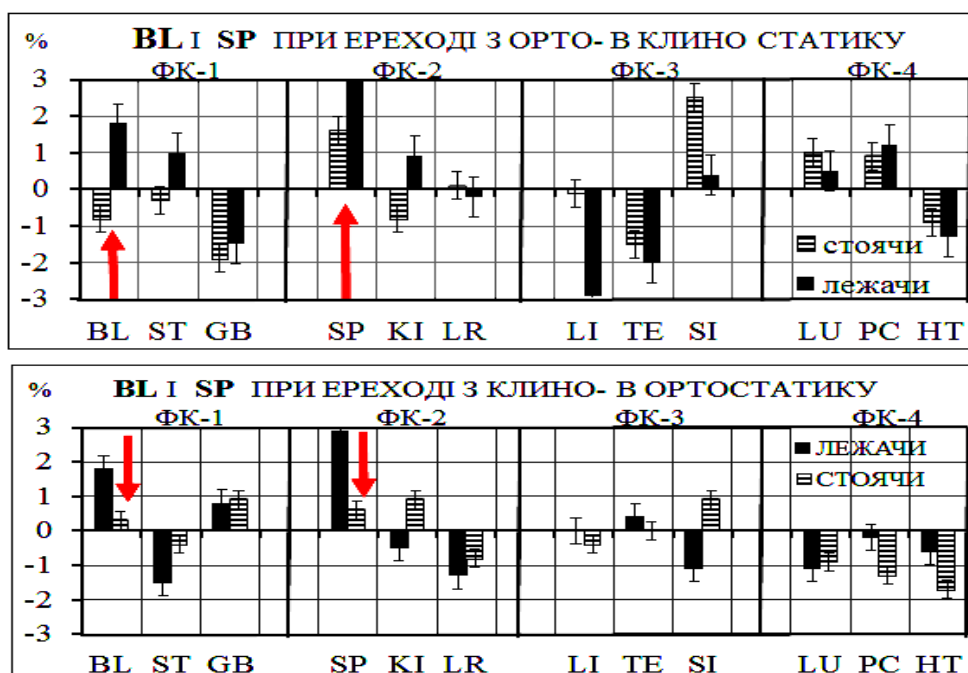 % BL І SP ПРИ ЕРЕХОДІ З ОРТО- В КЛИНО СТАТИКУ
ФК-1 ФК-2 ФК-3 ФК-4
3
2
1
0
-1
-2
-3
стоячи
лежачи
BL ST GB SP KI LR LI TE SI LU PC HT
% BL І SP ПРИ ЕРЕХОДІ З КЛИНО- В ОРТОСТАТИКУ
ФК-1 ФК-2 ФК-3 ФК-4
3
2
1
0
-1
-2
-3
ЛЕЖАЧИ
СТОЯЧИ
BL ST GB SP KI LR LI TE SI LU PC HT